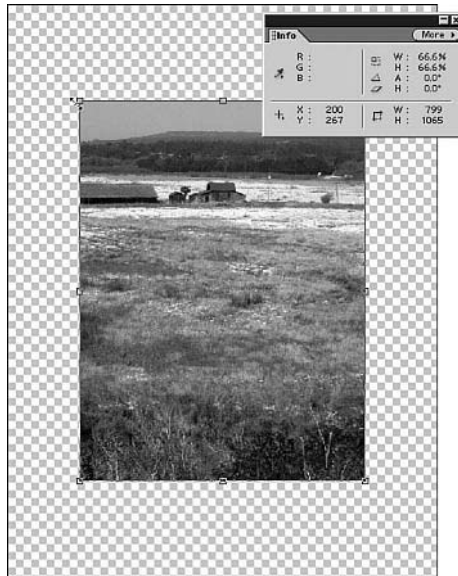 Info
More
R :
G :
B :
W : 66.6%
H : 66.6%
A : 0.0°
H : 0.0°
X : 200
Y : 267
W : 799
H : 1065